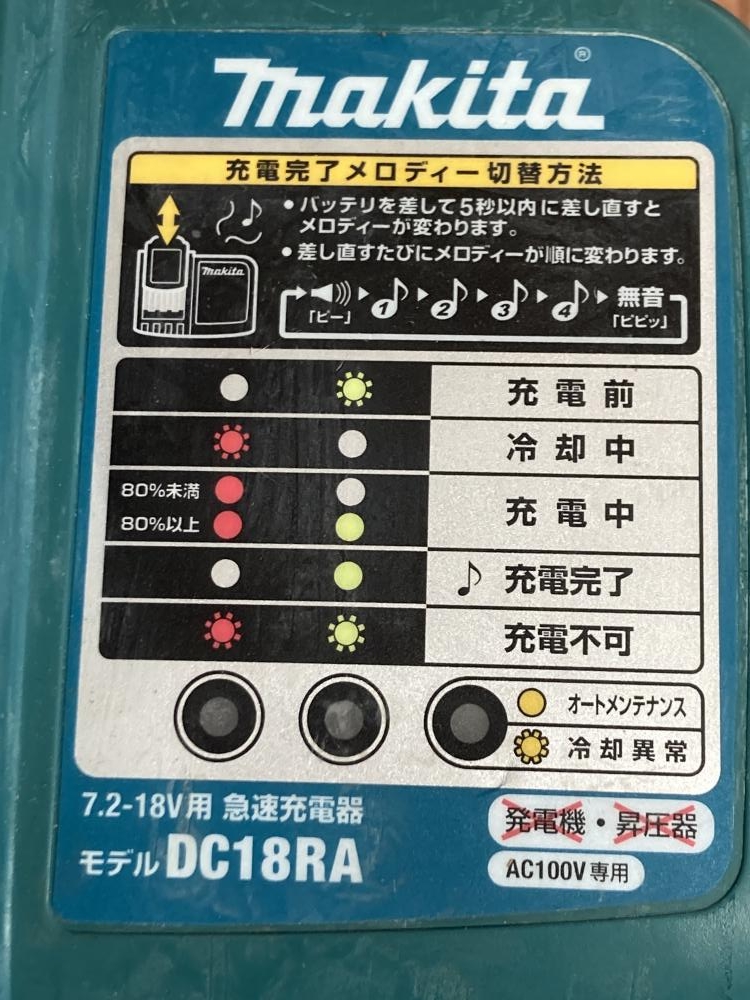 makita®
充電完了メロディー切替方法
•バッテリを差して5秒以内に差し直すと
メロディーが変わります。
•差し直すたびにメロディーが順に変わります。
makita
「ピー」 1 2 3 4 無音 「ピピッ」
充電前
冷却中
80%未満
80%以上
充電中
♪ 充電完了
充電不可
オートメンテナンス
冷却異常
7.2-18V用 急速充電器
発電機・昇圧器
モデル DC18RA
AC100V専用